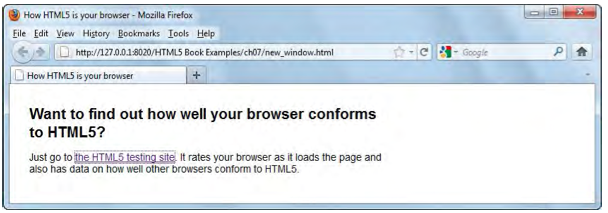 How HTML5 is your browser - Mozilla Firefox
File Edit View History Bookmarks Tools Help
http://127.0.0.1:8020/HTML5 Book Examples/ch07/new_window.html
Google
How HTML5 is your browser
+
Want to find out how well your browser conforms
to HTML5?
Just go to the HTML5 testing site. It rates your browser as it loads the page and
also has data on how well other browsers conform to HTML5.